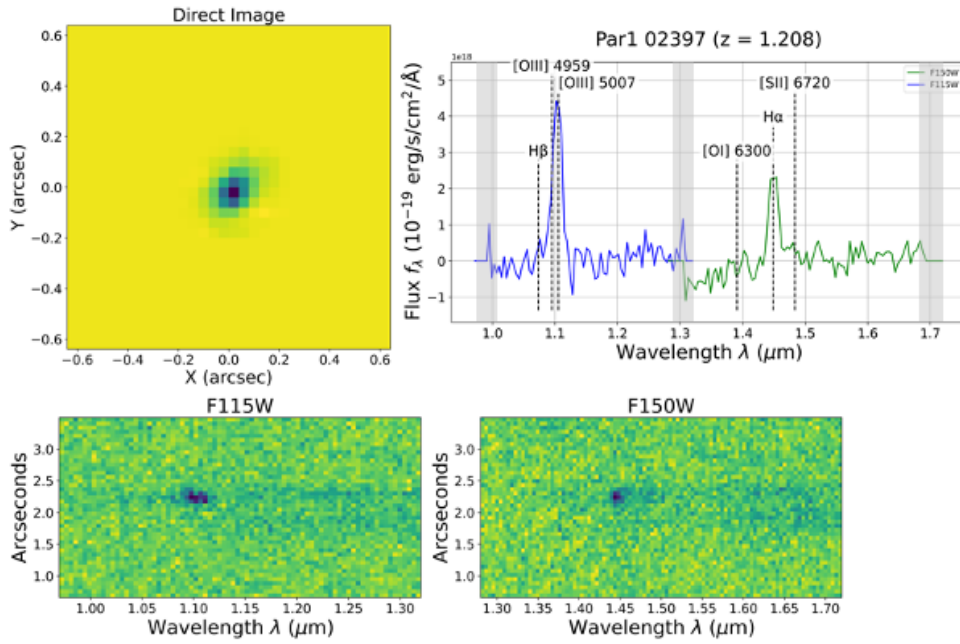 Direct Image
Y (arcsec)
0.6
0.4
0.2
0.0
−0.2
−0.4
−0.6
−0.6 −0.4 −0.2 0.0 0.2 0.4 0.6
X (arcsec)
Par1 02397 (z = 1.208)
1e18
[OIII] 4959
[OIII] 5007
[SII] 6720
Hα
Hβ
[OI] 6300
F150W
F115W
Flux fλ (10⁻¹⁹ erg/s/cm²/Å)
5
4
3
2
1
0
−1
1.0 1.1 1.2 1.3 1.4 1.5 1.6 1.7
Wavelength λ (μm)
F115W
Arcseconds
3.0
2.5
2.0
1.5
1.0
1.00 1.05 1.10 1.15 1.20 1.25 1.30
Wavelength λ (μm)
F150W
Arcseconds
3.0
2.5
2.0
1.5
1.0
1.30 1.35 1.40 1.45 1.50 1.55 1.60 1.65 1.70
Wavelength λ (μm)